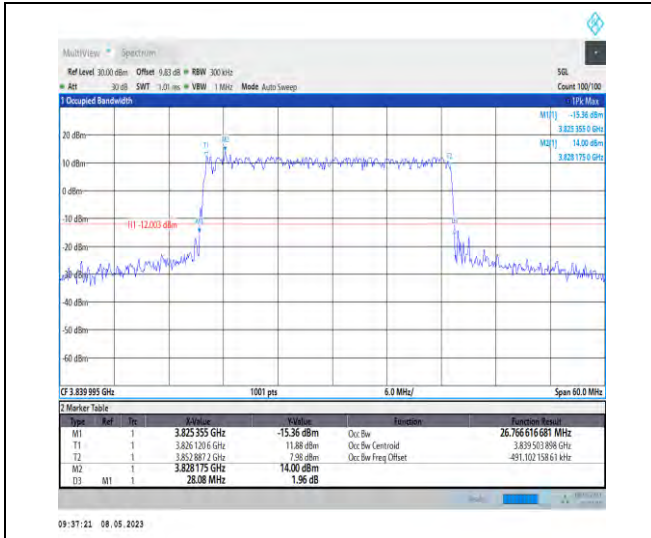 MultiView Spectrum
Ref Level 30.00 dBm Offset 9.83 dB RBW 300 kHz SGL
Att 30 dB SWT 1.01 ms VBW 1 MHz Mode Auto Sweep Count 100/100
1 Occupied Bandwidth 1Pk Max
M1[1] -15.36 dBm
3.825 355 0 GHz
M2[1] 14.00 dBm
3.828 175 0 GHz
20 dBm
10 dBm
0 dBm
-10 dBm
H1 -12.003 dBm
-20 dBm
-30 dBm
-40 dBm
-50 dBm
-60 dBm
T1
M2
T2
M1
D3
CF 3.839 995 GHz 1001 pts 6.0 MHz/ Span 60.0 MHz
2 Marker Table
Type Ref Trc X-Value Y-Value Function Function Result
M1 1 3.825 355 GHz -15.36 dBm Occ Bw 26.766 616 681 MHz
T1 1 3.826 120 6 GHz 11.88 dBm Occ Bw Centroid 3.839 503 898 GHz
T2 1 3.852 887 2 GHz 7.98 dBm Occ Bw Freq Offset -491.102 158 61 kHz
M2 1 3.828 175 GHz 14.00 dBm
D3 M1 1 28.08 MHz 1.96 dB
09:37:21 08.05.2023